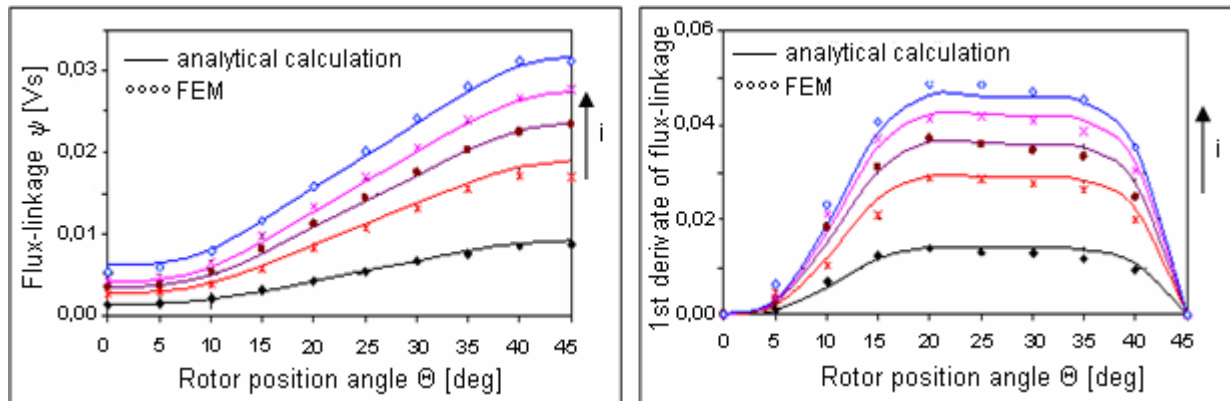 Flux-linkage ψ [Vs]
analytical calculation
FEM
0,03
0,02
0,01
0,00
i
0 5 10 15 20 25 30 35 40 45
Rotor position angle Θ [deg]
1st derivate of flux-linkage
0,06
analytical calculation
FEM
0,04
0,02
0,00
i
0 5 10 15 20 25 30 35 40 45
Rotor position angle Θ [deg]